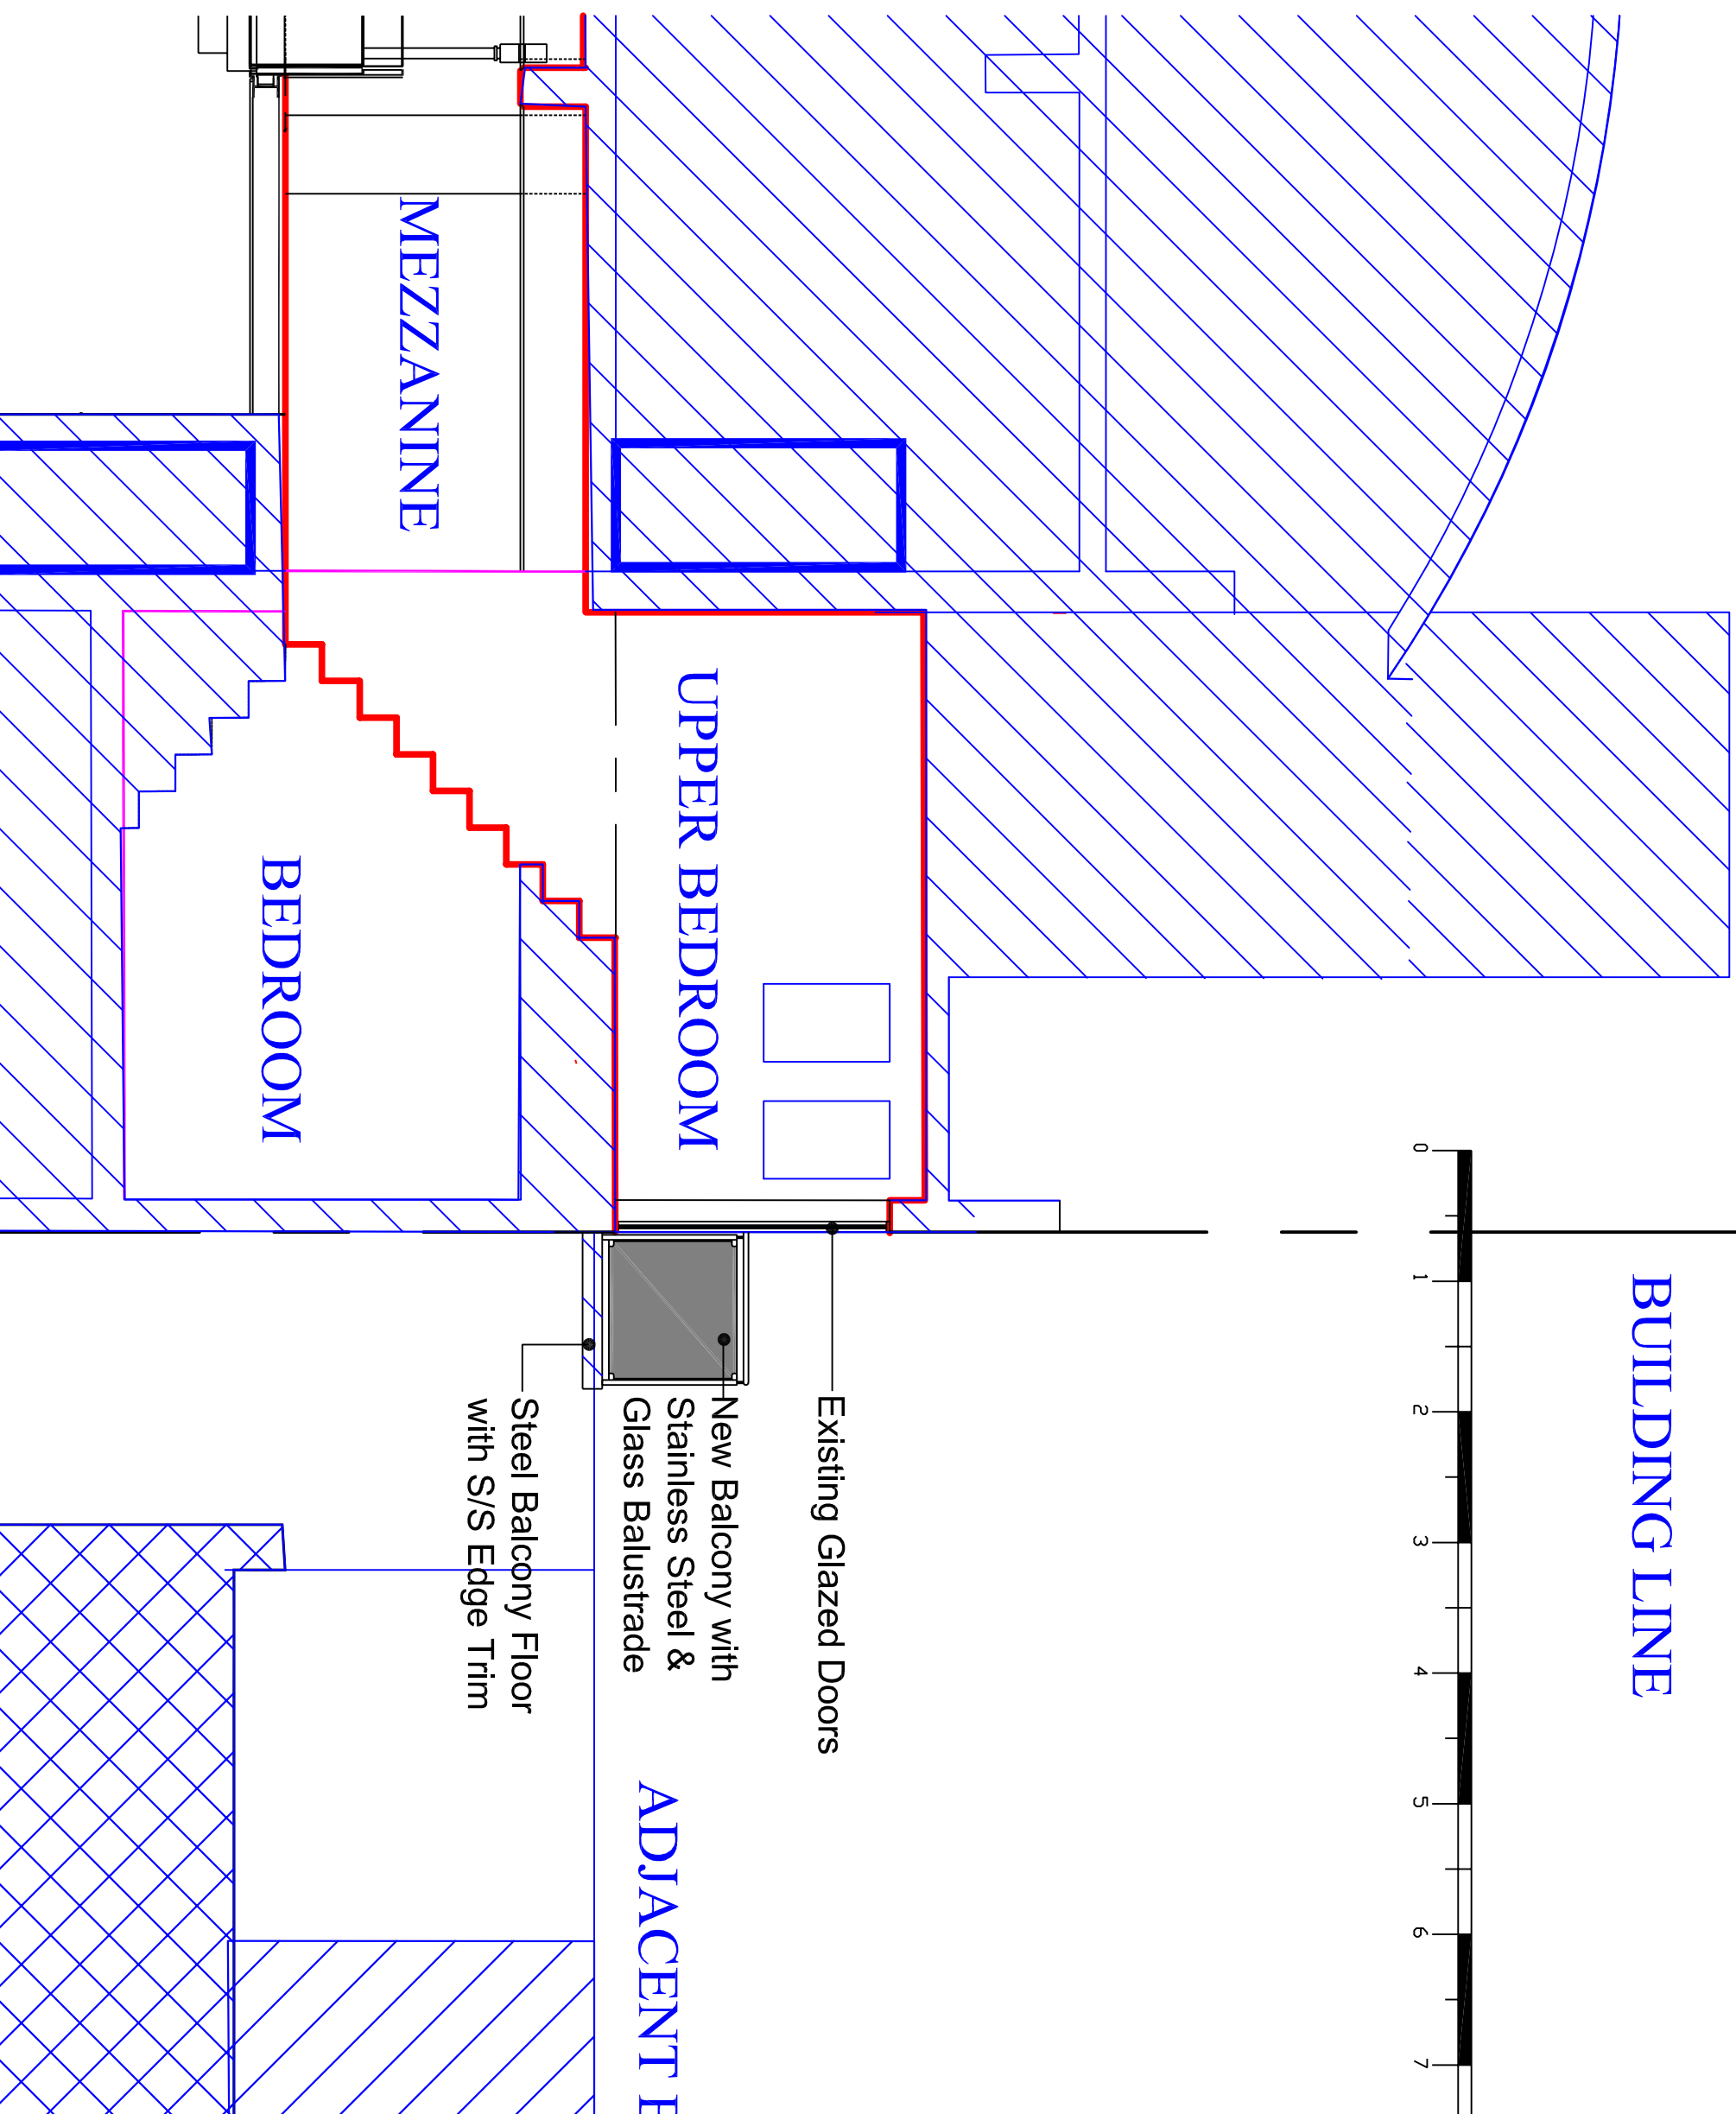 BUILDING LINE
0 1 2 3 4 5 6 7
Existing Glazed Doors
New Balcony with
Stainless Steel &
Glass Balustrade
Steel Balcony Floor
with S/S Edge Trim
UPPER BEDROOM
MEZZANINE
BEDROOM
ADJACENT